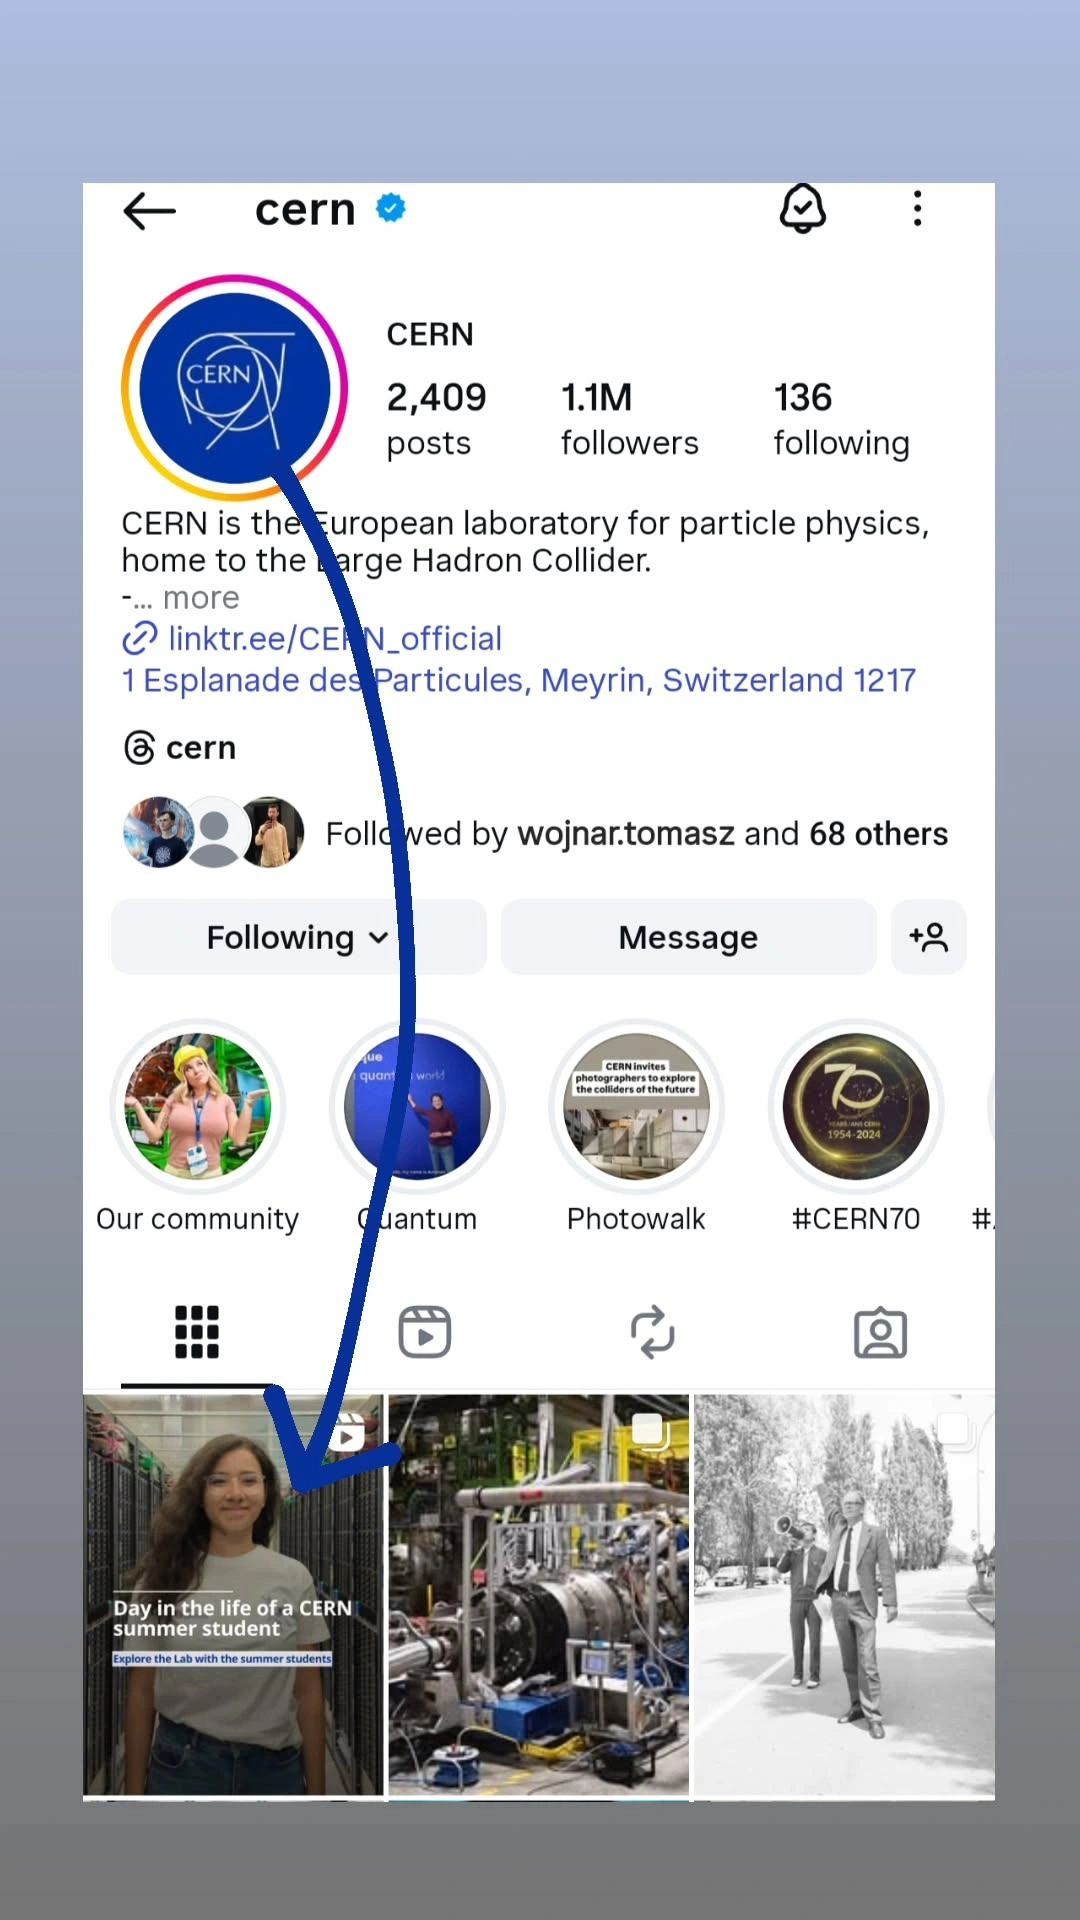 cern
CERN
CERN
2,409 1.1M 136
posts followers following
CERN is the European laboratory for particle physics,
home to the Large Hadron Collider.
-... more
linktr.ee/CERN_official
1 Esplanade des Particules, Meyrin, Switzerland 1217
cern
Followed by wojnar.tomasz and 68 others
Following Message
que
quant world
CERN invites
photographers to explore
the colliders of the future
70
YEARS/ANS CERN
1954-2024
Our community Quantum Photowalk #CERN70 #
Day in the life of a CERN
summer student
Explore the Lab with the summer students